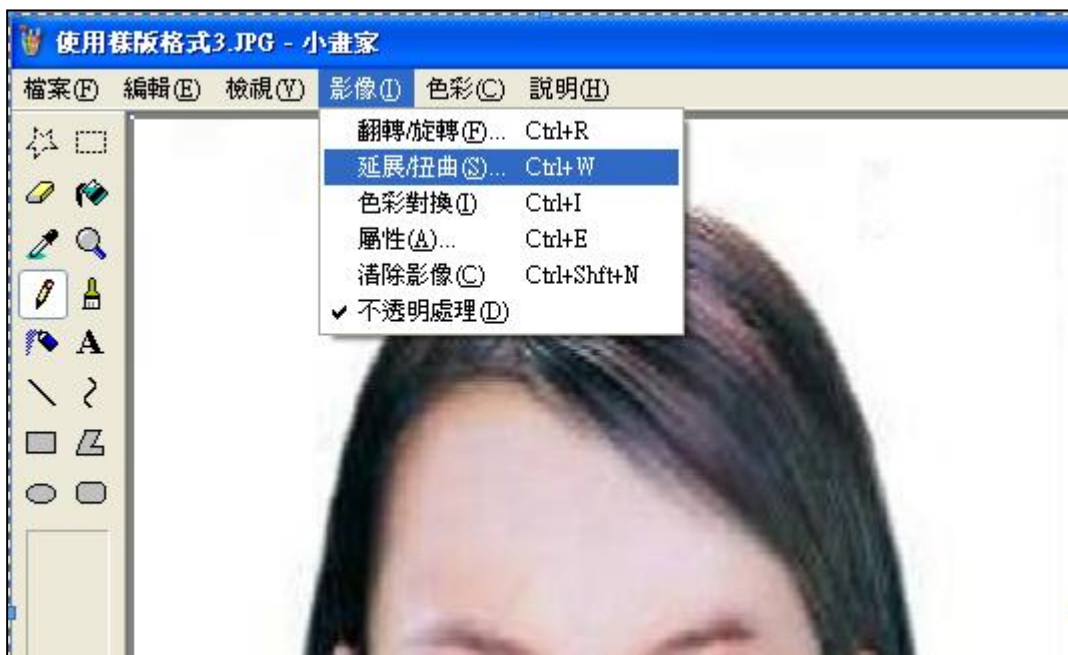 使用樣版格式3.JPG - 小畫家
檔案(F) 編輯(E) 檢視(V) 影像(I) 色彩(C) 說明(H)
翻轉/旋轉(F)... Ctrl+R
延展/扭曲(S)... Ctrl+W
色彩對換(I) Ctrl+I
屬性(A)... Ctrl+E
清除影像(C) Ctrl+Shft+N
✓ 不透明處理(D)
A